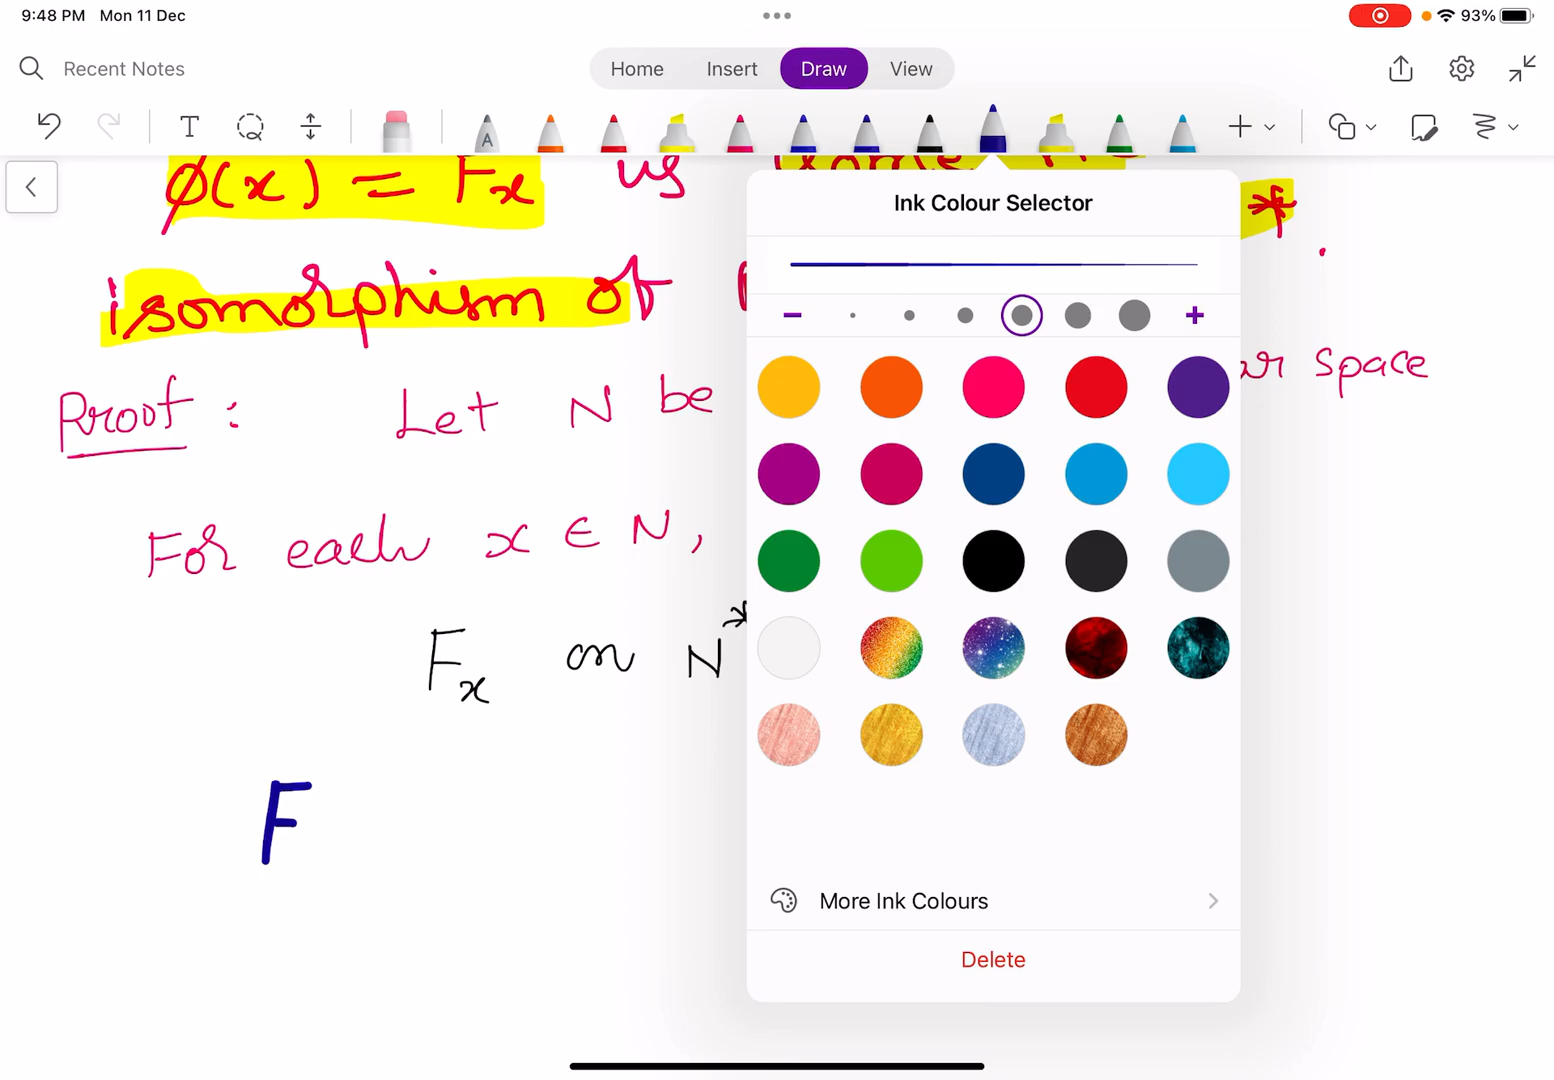 9:48 PM Mon 11 Dec
93%
Recent Notes
Home Insert Draw View
A
φ(x) = Fx is
*.
isomorphism of
Proof : Let N be
space
For each x ∈ N,
Fx on N*
F
Ink Colour Selector
More Ink Colours
Delete